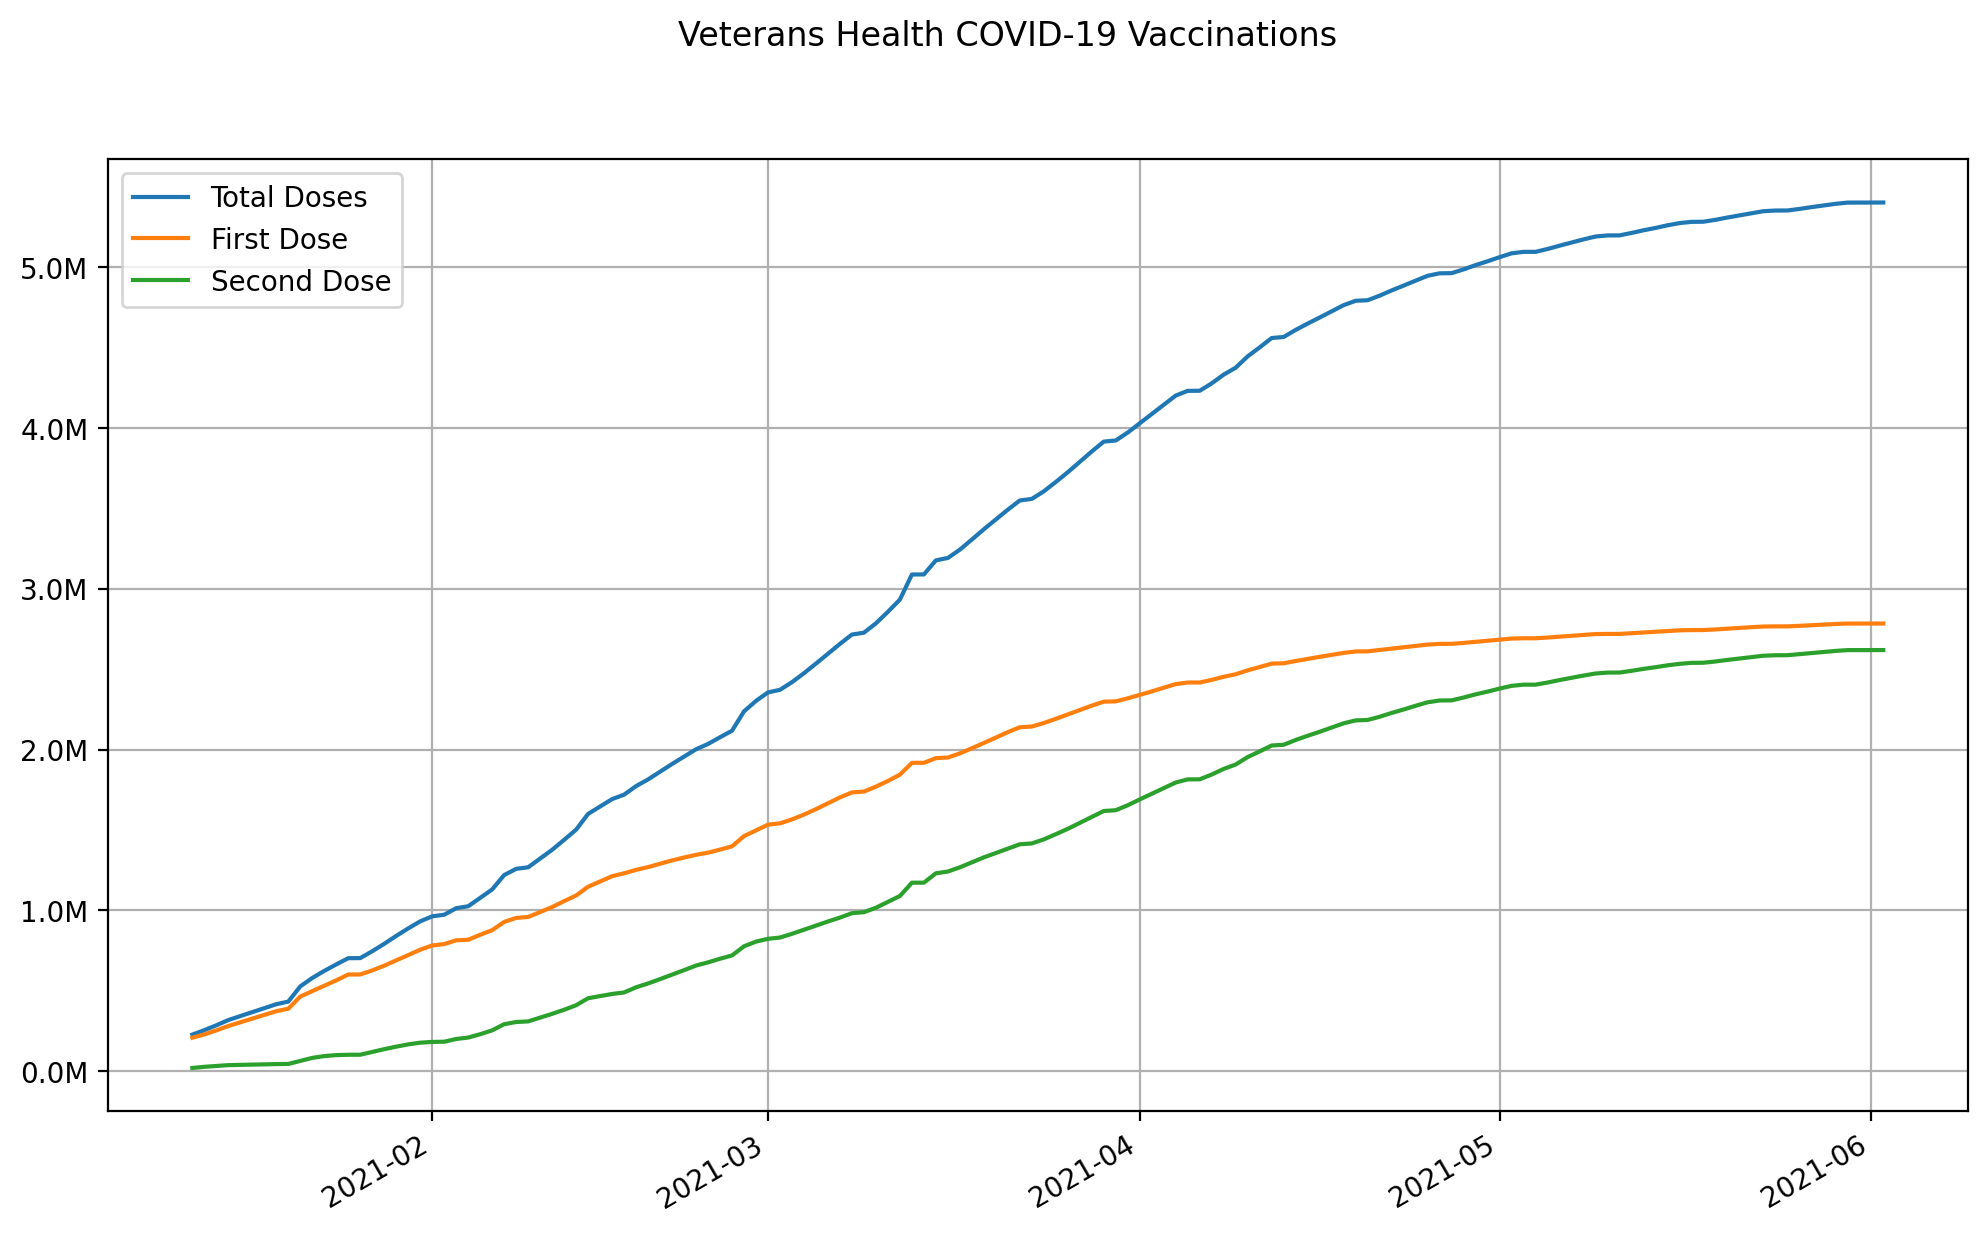 Veterans Health COVID-19 Vaccinations
Total Doses
First Dose
Second Dose
5.0M
4.0M
3.0M
2.0M
1.0M
0.0M
2021-02
2021-03
2021-04
2021-05
2021-06